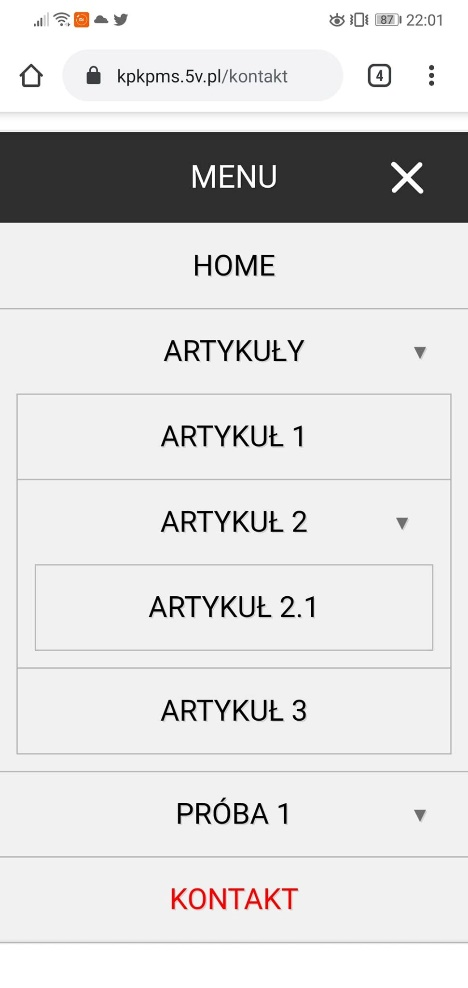 87 22:01
kpkpms.5v.pl/kontakt
4
MENU
HOME
ARTYKUŁY
ARTYKUŁ 1
ARTYKUŁ 2
ARTYKUŁ 2.1
ARTYKUŁ 3
PRÓBA 1
KONTAKT